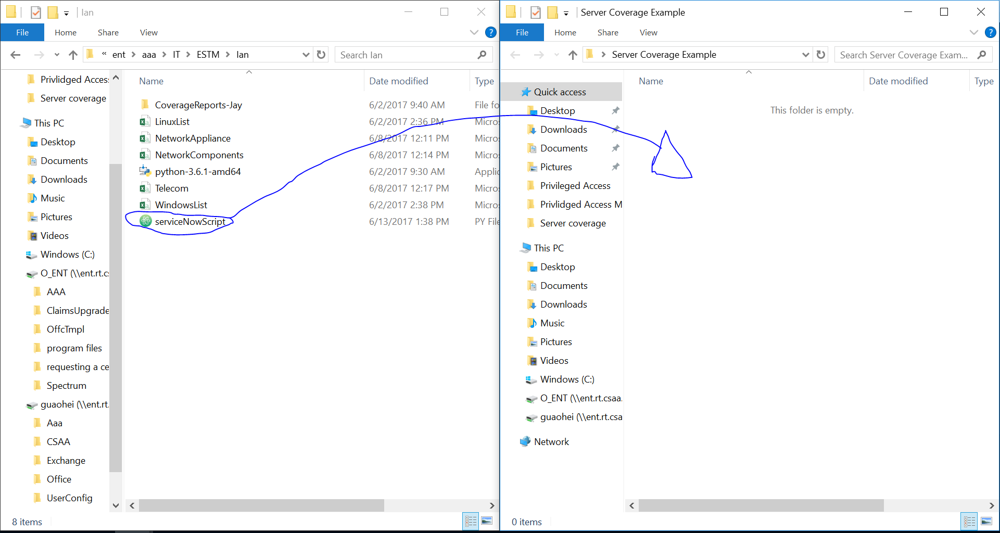 Ian
File Home Share View
« ent > aaa > IT > ESTM > Ian
Search Ian
Privlidged Acces
Server coverage
This PC
Desktop
Documents
Downloads
Music
Pictures
Videos
Windows (C:)
O_ENT (\\ent.rt.cs
AAA
ClaimsUpgrade
OffcTmpl
program files
requesting a ce
Spectrum
guaohei (\\ent.rt.
Aaa
CSAA
Exchange
Office
UserConfig
Name Date modified Type
CoverageReports-Jay 6/2/2017 9:40 AM File fo
LinuxList 6/2/2017 2:36 PM Micros
NetworkAppliance 6/8/2017 12:11 PM Micros
NetworkComponents 6/8/2017 12:14 PM Micros
python-3.6.1-amd64 6/2/2017 9:30 AM Applic
Telecom 6/8/2017 12:17 PM Micros
WindowsList 6/2/2017 2:38 PM Micros
serviceNowScript 6/13/2017 1:38 PM PY File
8 items
Server Coverage Example
File Home Share View
> Server Coverage Example
Search Server Coverage Exam...
Quick access
Desktop
Downloads
Documents
Pictures
Privileged Access
Privlidged Access M
Server coverage
This PC
Desktop
Documents
Downloads
Music
Pictures
Videos
Windows (C:)
O_ENT (\\ent.rt.csaa.
guaohei (\\ent.rt.csa
Network
Name Date modified Type
This folder is empty.
0 items